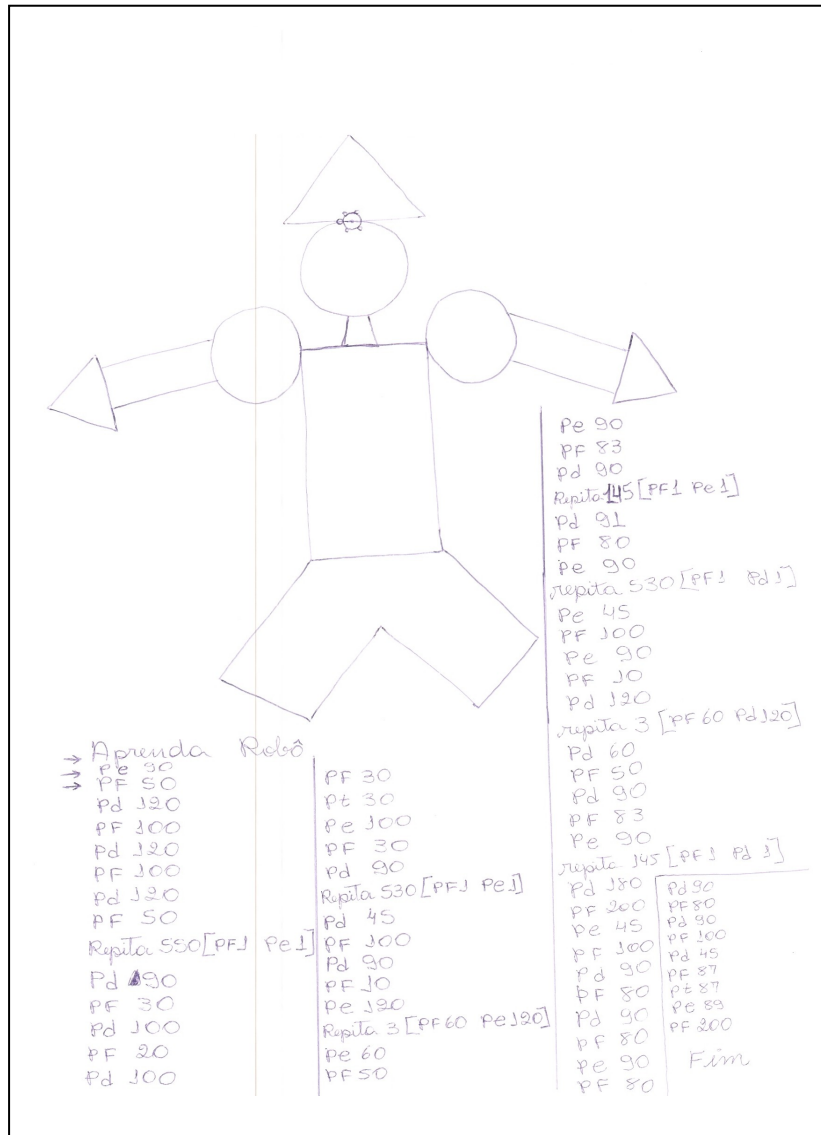 Aprenda Robô
Pe 90
PF 50
Pd 120
PF 100
Pd 120
PF 100
Pd 120
PF 50
Repita 550 [PF1 Pe1]
Pd 90
PF 30
Pd 100
PF 20
Pd 100
PF 30
Pt 30
Pe 100
PF 30
Pd 90
Repita 530 [PF1 Pe1]
Pd 45
PF 100
Pd 90
PF 10
Pe 120
Repita 3 [PF60 Pe120]
Pe 60
PF 50
Pe 90
PF 83
Pd 90
Repita 145 [PF1 Pe1]
Pd 91
PF 80
Pe 90
repita 530 [PF1 Pd1]
Pe 45
PF 100
Pe 90
PF 10
Pd 120
repita 3 [PF60 Pd120]
Pd 60
PF 50
Pd 90
PF 83
Pe 90
repita 145 [PF1 Pd 1]
Pd 180
PF 200
Pe 45
PF 100
Pd 90
PF 80
Pd 90
PF 80
Pe 90
PF 80
Pd 90
PF 80
Pd 90
PF 100
Pd 45
PF 87
Pt 87
Pe 89
PF 200
Fim